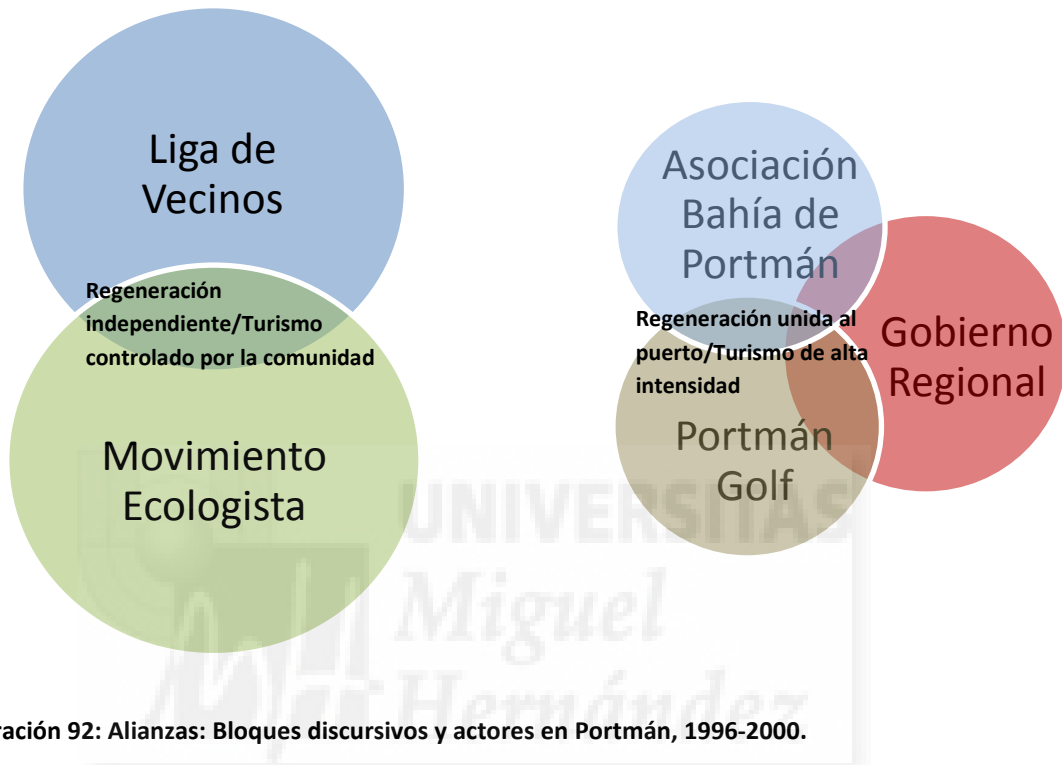 Liga de
Vecinos
Regeneración
independiente/Turismo
controlado por la comunidad
Movimiento
Ecologista
Asociación
Bahía de
Portmán
Regeneración unida al
puerto/Turismo de alta
intensidad
Gobierno
Regional
Portmán
Golf
UNIVERSITAS
Miguel
Hernández
ración 92: Alianzas: Bloques discursivos y actores en Portmán, 1996-2000.